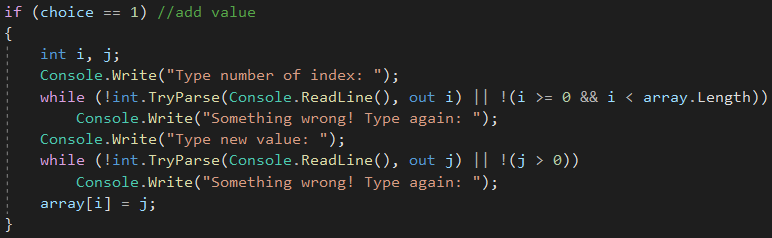 if (choice == 1) //add value
{
    int i, j;
    Console.Write("Type number of index: ");
    while (!int.TryParse(Console.ReadLine(), out i) || !(i >= 0 && i < array.Length))
        Console.Write("Something wrong! Type again: ");
    Console.Write("Type new value: ");
    while (!int.TryParse(Console.ReadLine(), out j) || !(j > 0))
        Console.Write("Something wrong! Type again: ");
    array[i] = j;
}